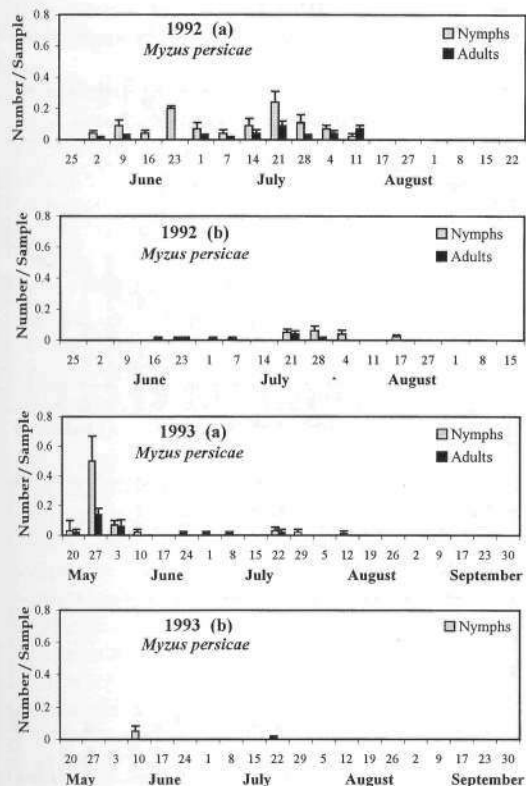 1992 (a)
Myzus persicae
Nymphs
Adults
Number / Sample
0.8
0.6
0.4
0.2
0
25 2 9 16 23 1 7 14 21 28 4 11 17 27 1 8 15 22
June July August
1992 (b)
Myzus persicae
Nymphs
Adults
Number / Sample
0.8
0.6
0.4
0.2
0
25 2 9 16 23 1 7 14 21 28 4 11 17 27 1 8 15
June July August
1993 (a)
Myzus persicae
Nymphs
Adults
Number / Sample
0.8
0.6
0.4
0.2
0
20 27 3 10 17 24 1 8 15 22 29 5 12 19 26 2 9 17 23 30
May June July August September
1993 (b)
Myzus persicae
Nymphs
Number / Sample
0.8
0.6
0.4
0.2
0
20 27 3 10 17 24 1 8 15 22 29 5 12 19 26 2 9 17 23 30
May June July August September